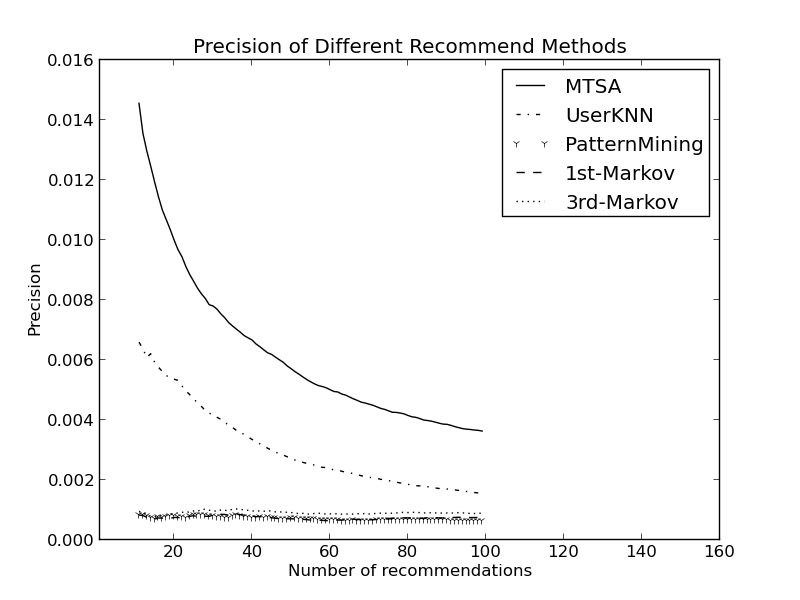 Precision of Different Recommend Methods
0.016
0.014
0.012
0.010
0.008
0.006
0.004
0.002
0.000
Precision
MTSA
UserKNN
PatternMining
1st-Markov
3rd-Markov
20 40 60 80 100 120 140 160
Number of recommendations